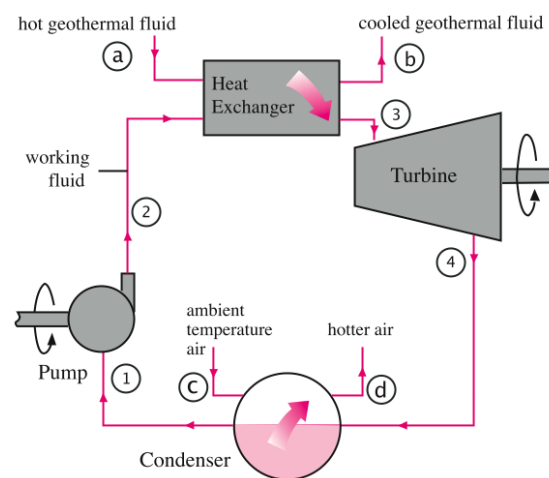 hot geothermal fluid
cooled geothermal fluid
a
b
Heat
Exchanger
3
working
fluid
Turbine
2
4
ambient
temperature
air
hotter air
Pump
1
c
d
Condenser